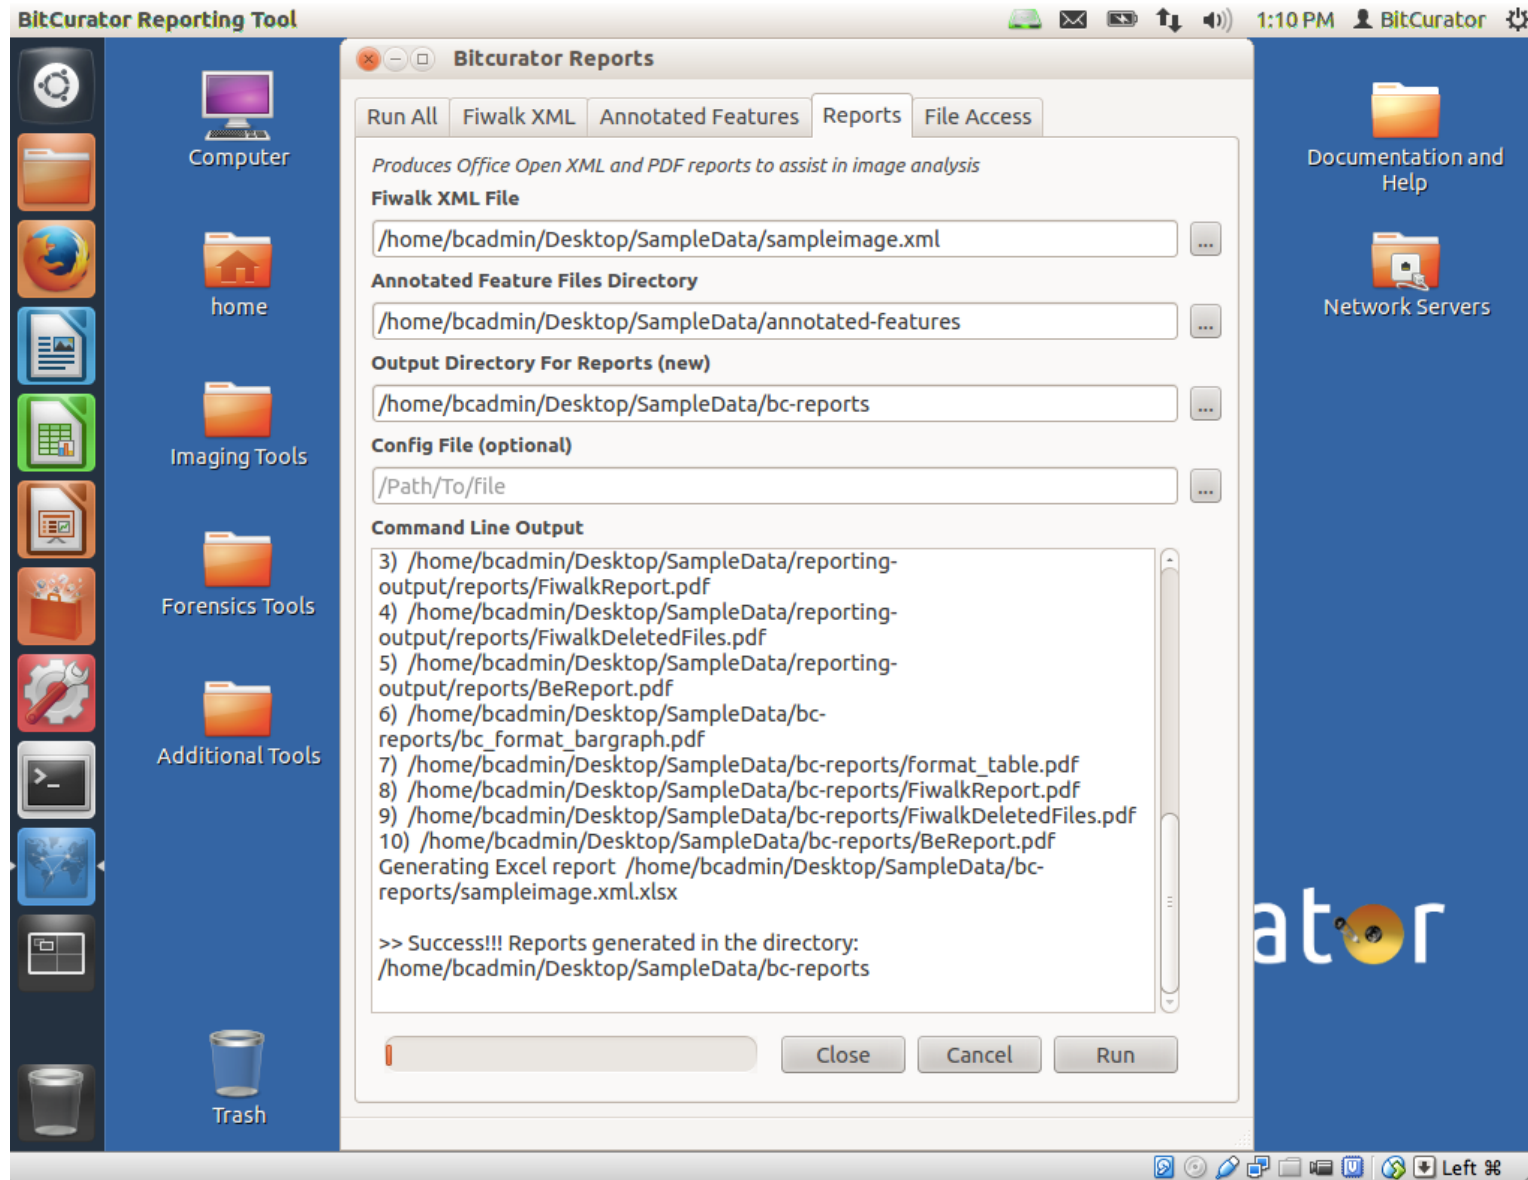 BitCurator Reporting Tool
1:10 PM BitCurator
Bitcurator Reports
Run All Fiwalk XML Annotated Features Reports File Access
Produces Office Open XML and PDF reports to assist in image analysis
Fiwalk XML File
/home/bcadmin/Desktop/SampleData/sampleimage.xml
...
Annotated Feature Files Directory
/home/bcadmin/Desktop/SampleData/annotated-features
...
Output Directory For Reports (new)
/home/bcadmin/Desktop/SampleData/bc-reports
...
Config File (optional)
/Path/To/file
...
Command Line Output
3) /home/bcadmin/Desktop/SampleData/reporting-
output/reports/FiwalkReport.pdf
4) /home/bcadmin/Desktop/SampleData/reporting-
output/reports/FiwalkDeletedFiles.pdf
5) /home/bcadmin/Desktop/SampleData/reporting-
output/reports/BeReport.pdf
6) /home/bcadmin/Desktop/SampleData/bc-
reports/bc_format_bargraph.pdf
7) /home/bcadmin/Desktop/SampleData/bc-reports/format_table.pdf
8) /home/bcadmin/Desktop/SampleData/bc-reports/FiwalkReport.pdf
9) /home/bcadmin/Desktop/SampleData/bc-reports/FiwalkDeletedFiles.pdf
10) /home/bcadmin/Desktop/SampleData/bc-reports/BeReport.pdf
Generating Excel report /home/bcadmin/Desktop/SampleData/bc-
reports/sampleimage.xml.xlsx
>> Success!!! Reports generated in the directory:
/home/bcadmin/Desktop/SampleData/bc-reports
Close Cancel Run
Computer
home
Imaging Tools
Forensics Tools
Additional Tools
Trash
Documentation and
Help
Network Servers
ator
Left ⌘